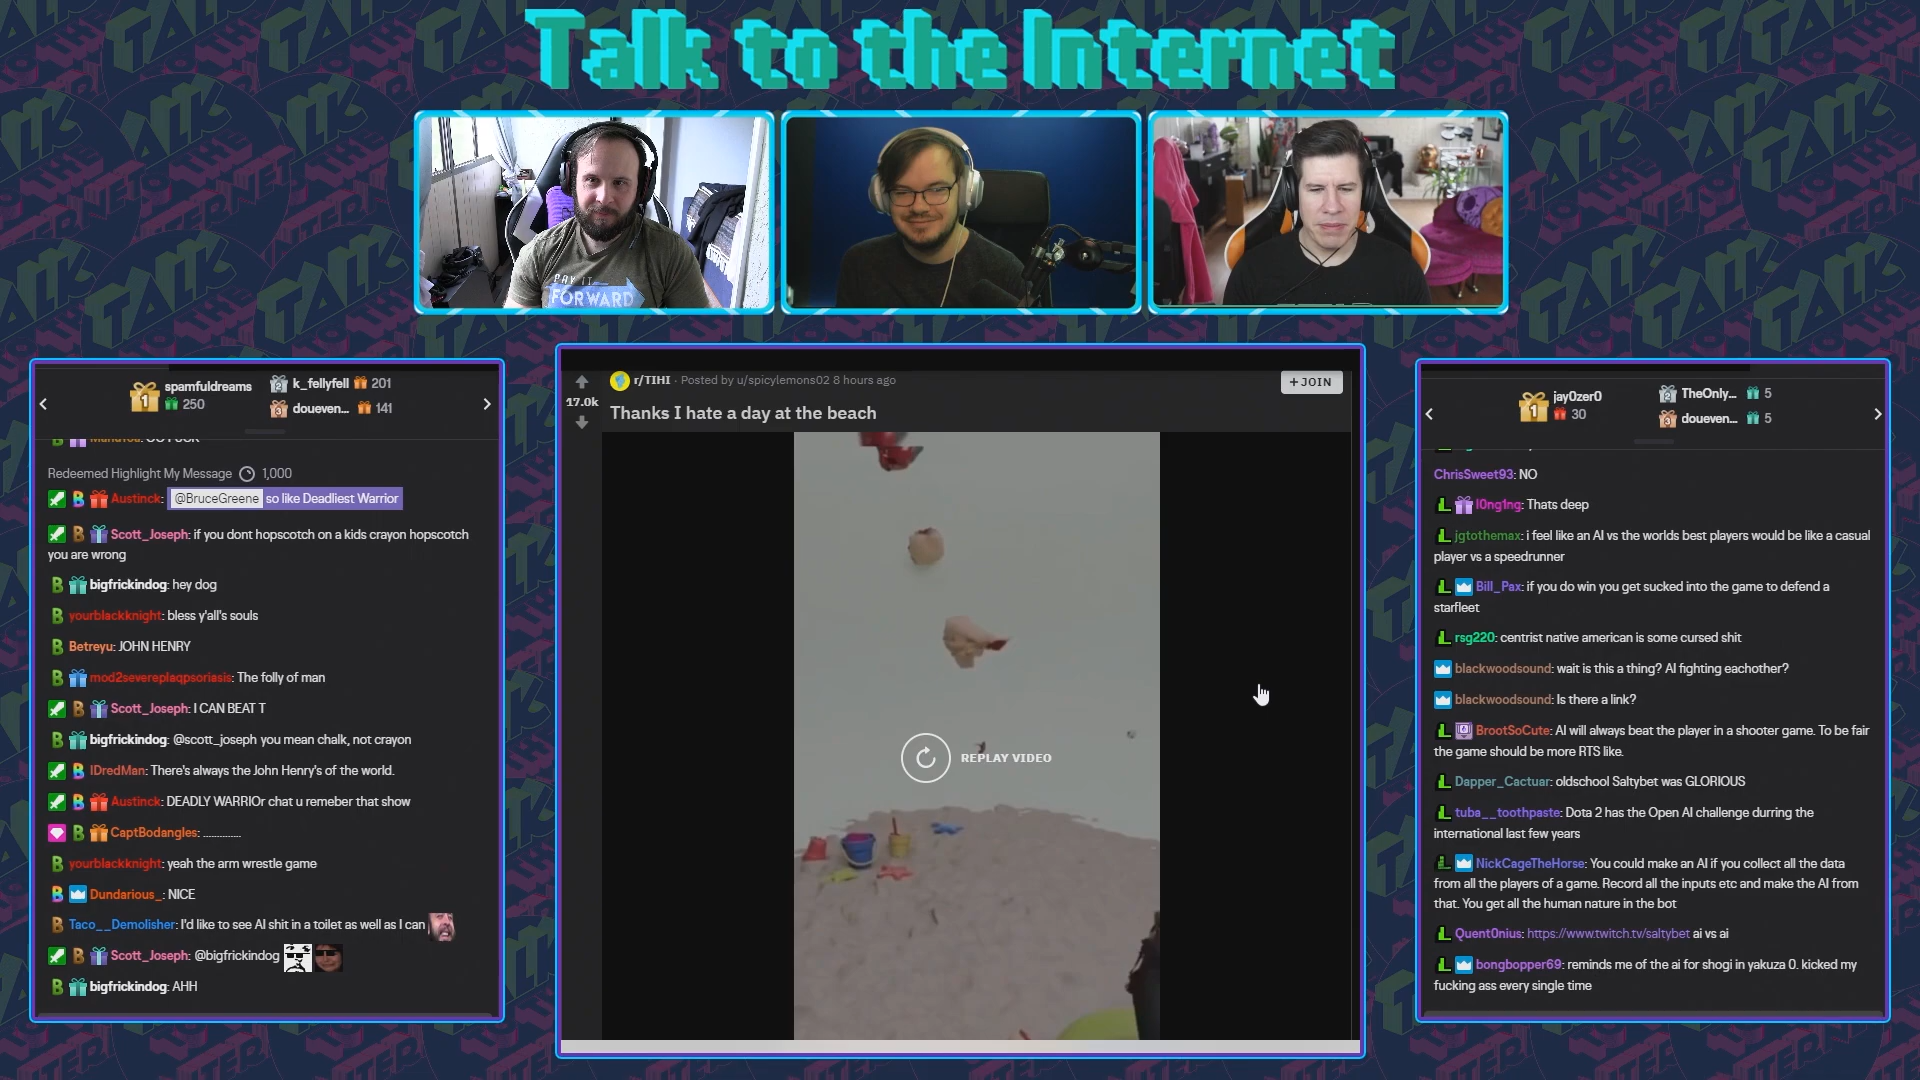 Talk to the Internet
PAY IT
FORWARD
spamfuldreams
250
k_fellyfell 201
doueven... 141
Redeemed Highlight My Message 1,000
Austinck: @BruceGreene so like Deadliest Warrior
Scott_Joseph: if you dont hopscotch on a kids crayon hopscotch
you are wrong
bigfrickindog: hey dog
yourblackknight: bless y'all's souls
Betreyu: JOHN HENRY
mod2severeplaqpsoriasis: The folly of man
Scott_Joseph: I CAN BEAT T
bigfrickindog: @scott_joseph you mean chalk, not crayon
IDredMan: There's always the John Henry's of the world.
Austinck: DEADLY WARRIOr chat u remeber that show
CaptBodangles: ..............
yourblackknight: yeah the arm wrestle game
Dundarious_: NICE
Taco__Demolisher: I'd like to see AI shit in a toilet as well as I can
Scott_Joseph: @bigfrickindog
bigfrickindog: AHH
r/TIHI · Posted by u/spicylemons02 8 hours ago
+ JOIN
17.0k
Thanks I hate a day at the beach
REPLAY VIDEO
jay0zer0
30
TheOnly... 5
doueven... 5
ChrisSweet93: NO
l0ng1ng: Thats deep
jgtothemax: i feel like an AI vs the worlds best players would be like a casual
player vs a speedrunner
Bill_Pax: if you do win you get sucked into the game to defend a
starfleet
rsg220: centrist native american is some cursed shit
blackwoodsound: wait is this a thing? AI fighting eachother?
blackwoodsound: Is there a link?
BrootSoCute: AI will always beat the player in a shooter game. To be fair
the game should be more RTS like.
Dapper_Cactuar: oldschool Saltybet was GLORIOUS
tuba__toothpaste: Dota 2 has the Open AI challenge durring the
international last few years
NickCageTheHorse: You could make an AI if you collect all the data
from all the players of a game. Record all the inputs etc and make the AI from
that. You get all the human nature in the bot
Quent0nius: https://www.twitch.tv/saltybet ai vs ai
bongbopper69: reminds me of the ai for shogi in yakuza 0. kicked my
fucking ass every single time